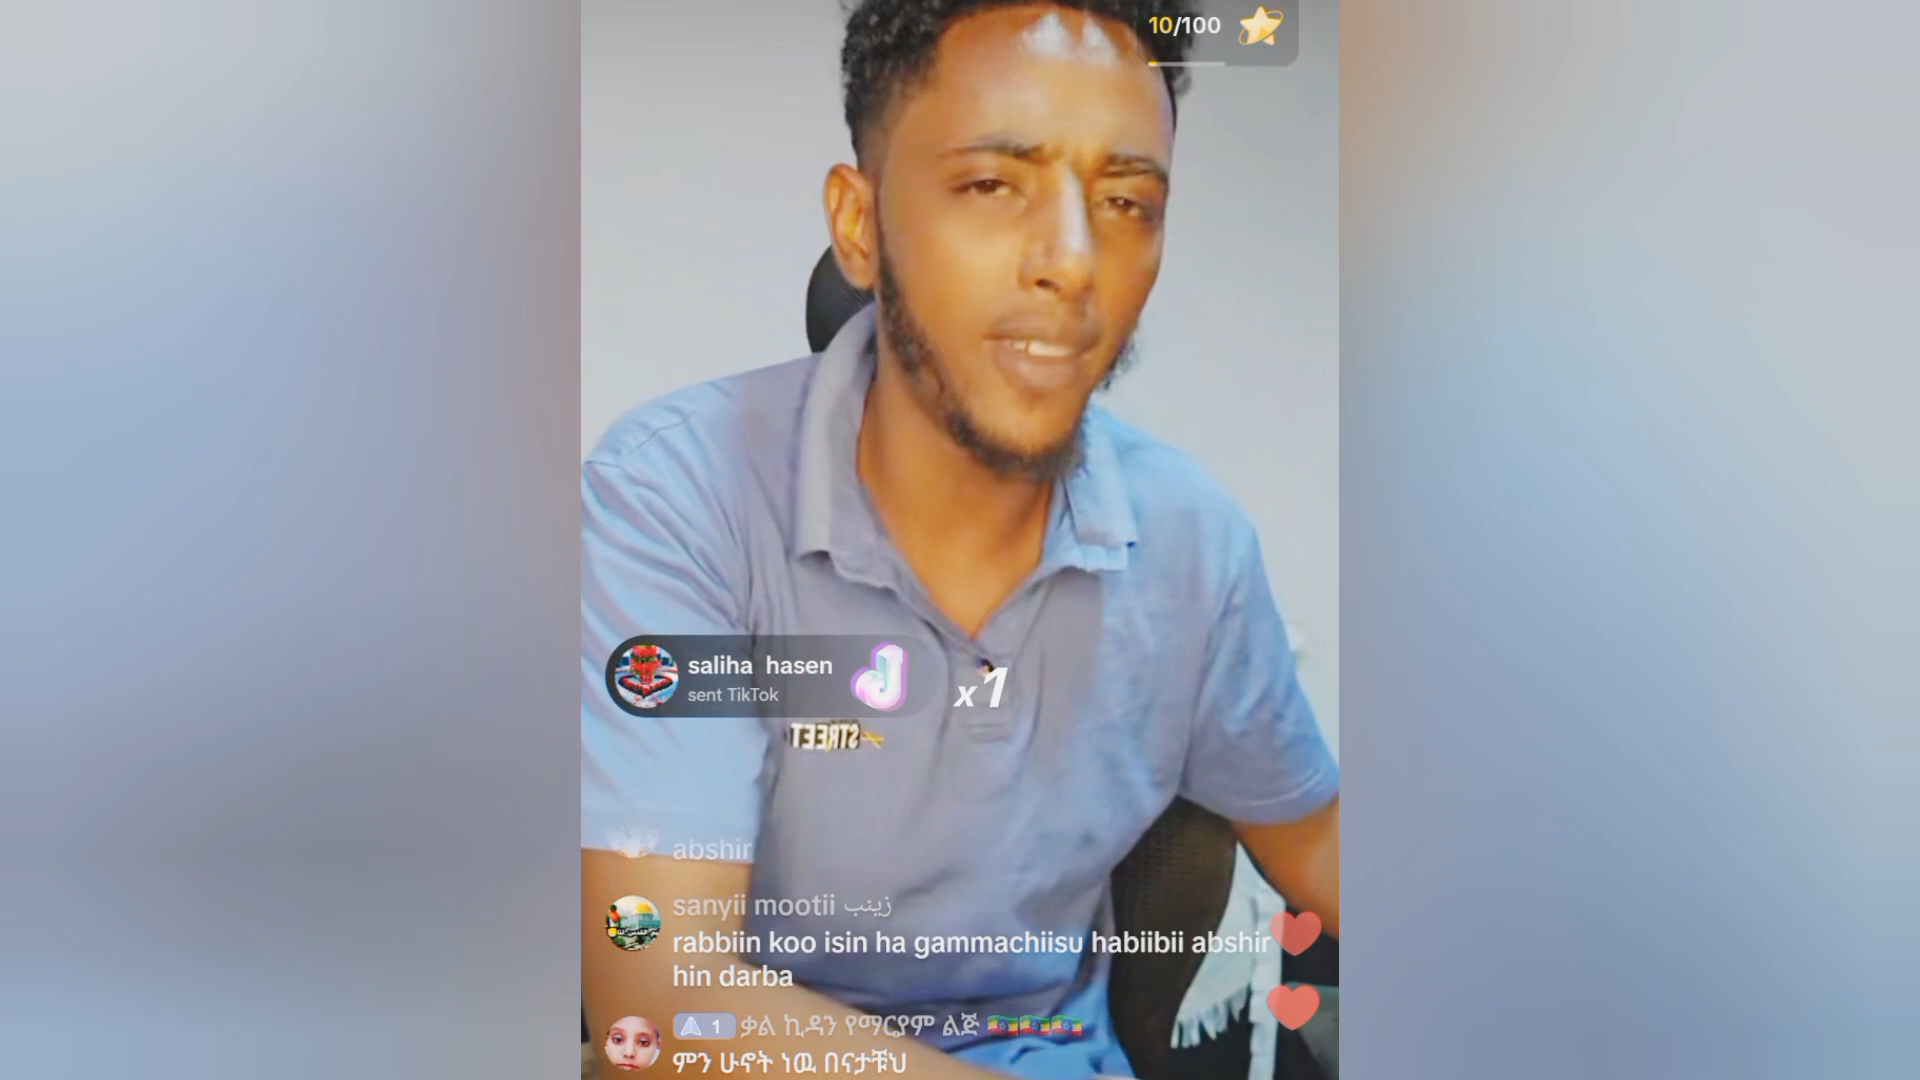 10/100
saliha hasen
sent TikTok
x1
STREET
abshir
sanyii mootii زينب
rabbiin koo isin ha gammachiisu habiibii abshir
hin darba
1 ቃል ኪዳን የማርያም ልጅ 🇪🇹🇪🇹🇪🇹
ምን ሁኖት ነዉ በናታቹህ